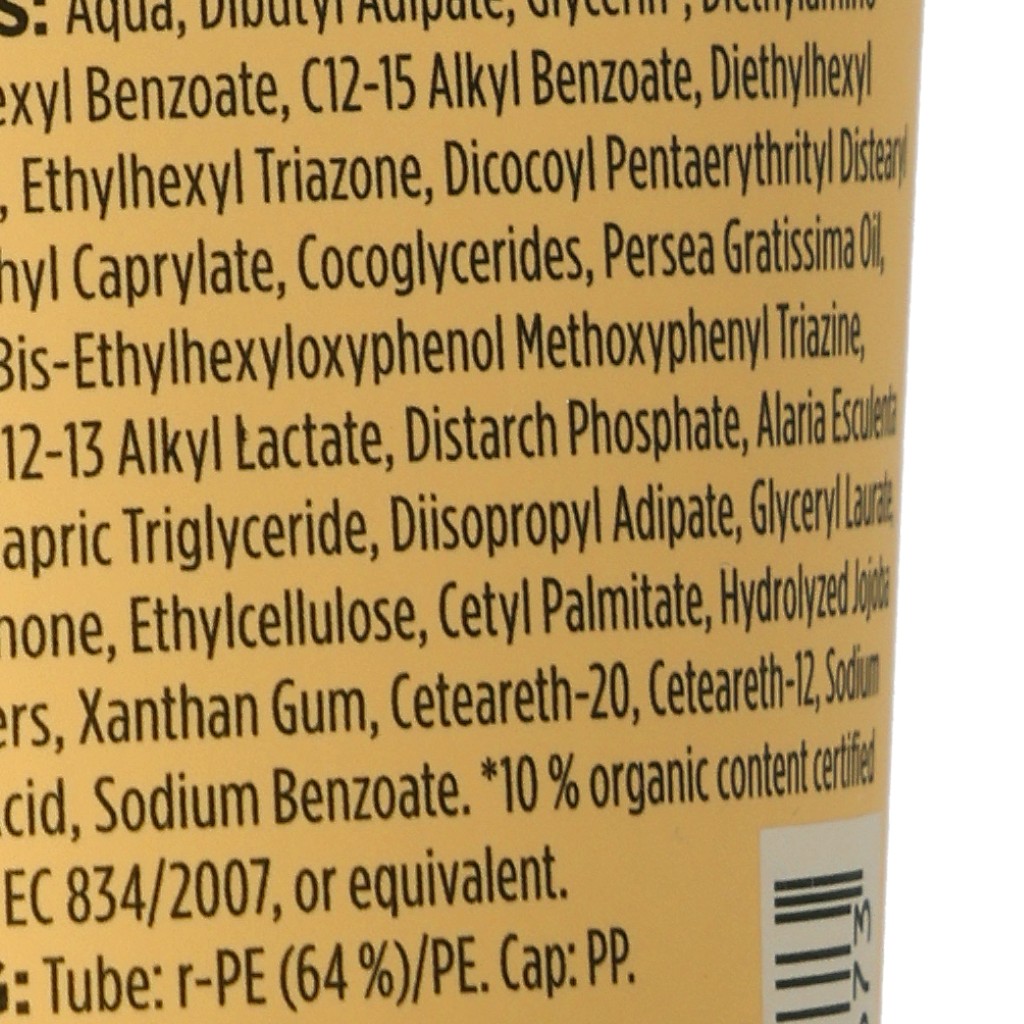 S: Aqua, Dibutyl Adipate, Glycerin*, Diethylamino
exyl Benzoate, C12-15 Alkyl Benzoate, Diethylhexyl
, Ethylhexyl Triazone, Dicocoyl Pentaerythrityl Distearyl
hyl Caprylate, Cocoglycerides, Persea Gratissima Oil,
Bis-Ethylhexyloxyphenol Methoxyphenyl Triazine,
12-13 Alkyl Lactate, Distarch Phosphate, Alaria Esculenta
apric Triglyceride, Diisopropyl Adipate, Glyceryl Laurate,
none, Ethylcellulose, Cetyl Palmitate, Hydrolyzed Jojoba
ers, Xanthan Gum, Ceteareth-20, Ceteareth-12, Sodium
cid, Sodium Benzoate. *10 % organic content certified
EC 834/2007, or equivalent.
G: Tube: r-PE (64 %)/PE. Cap: PP.
73